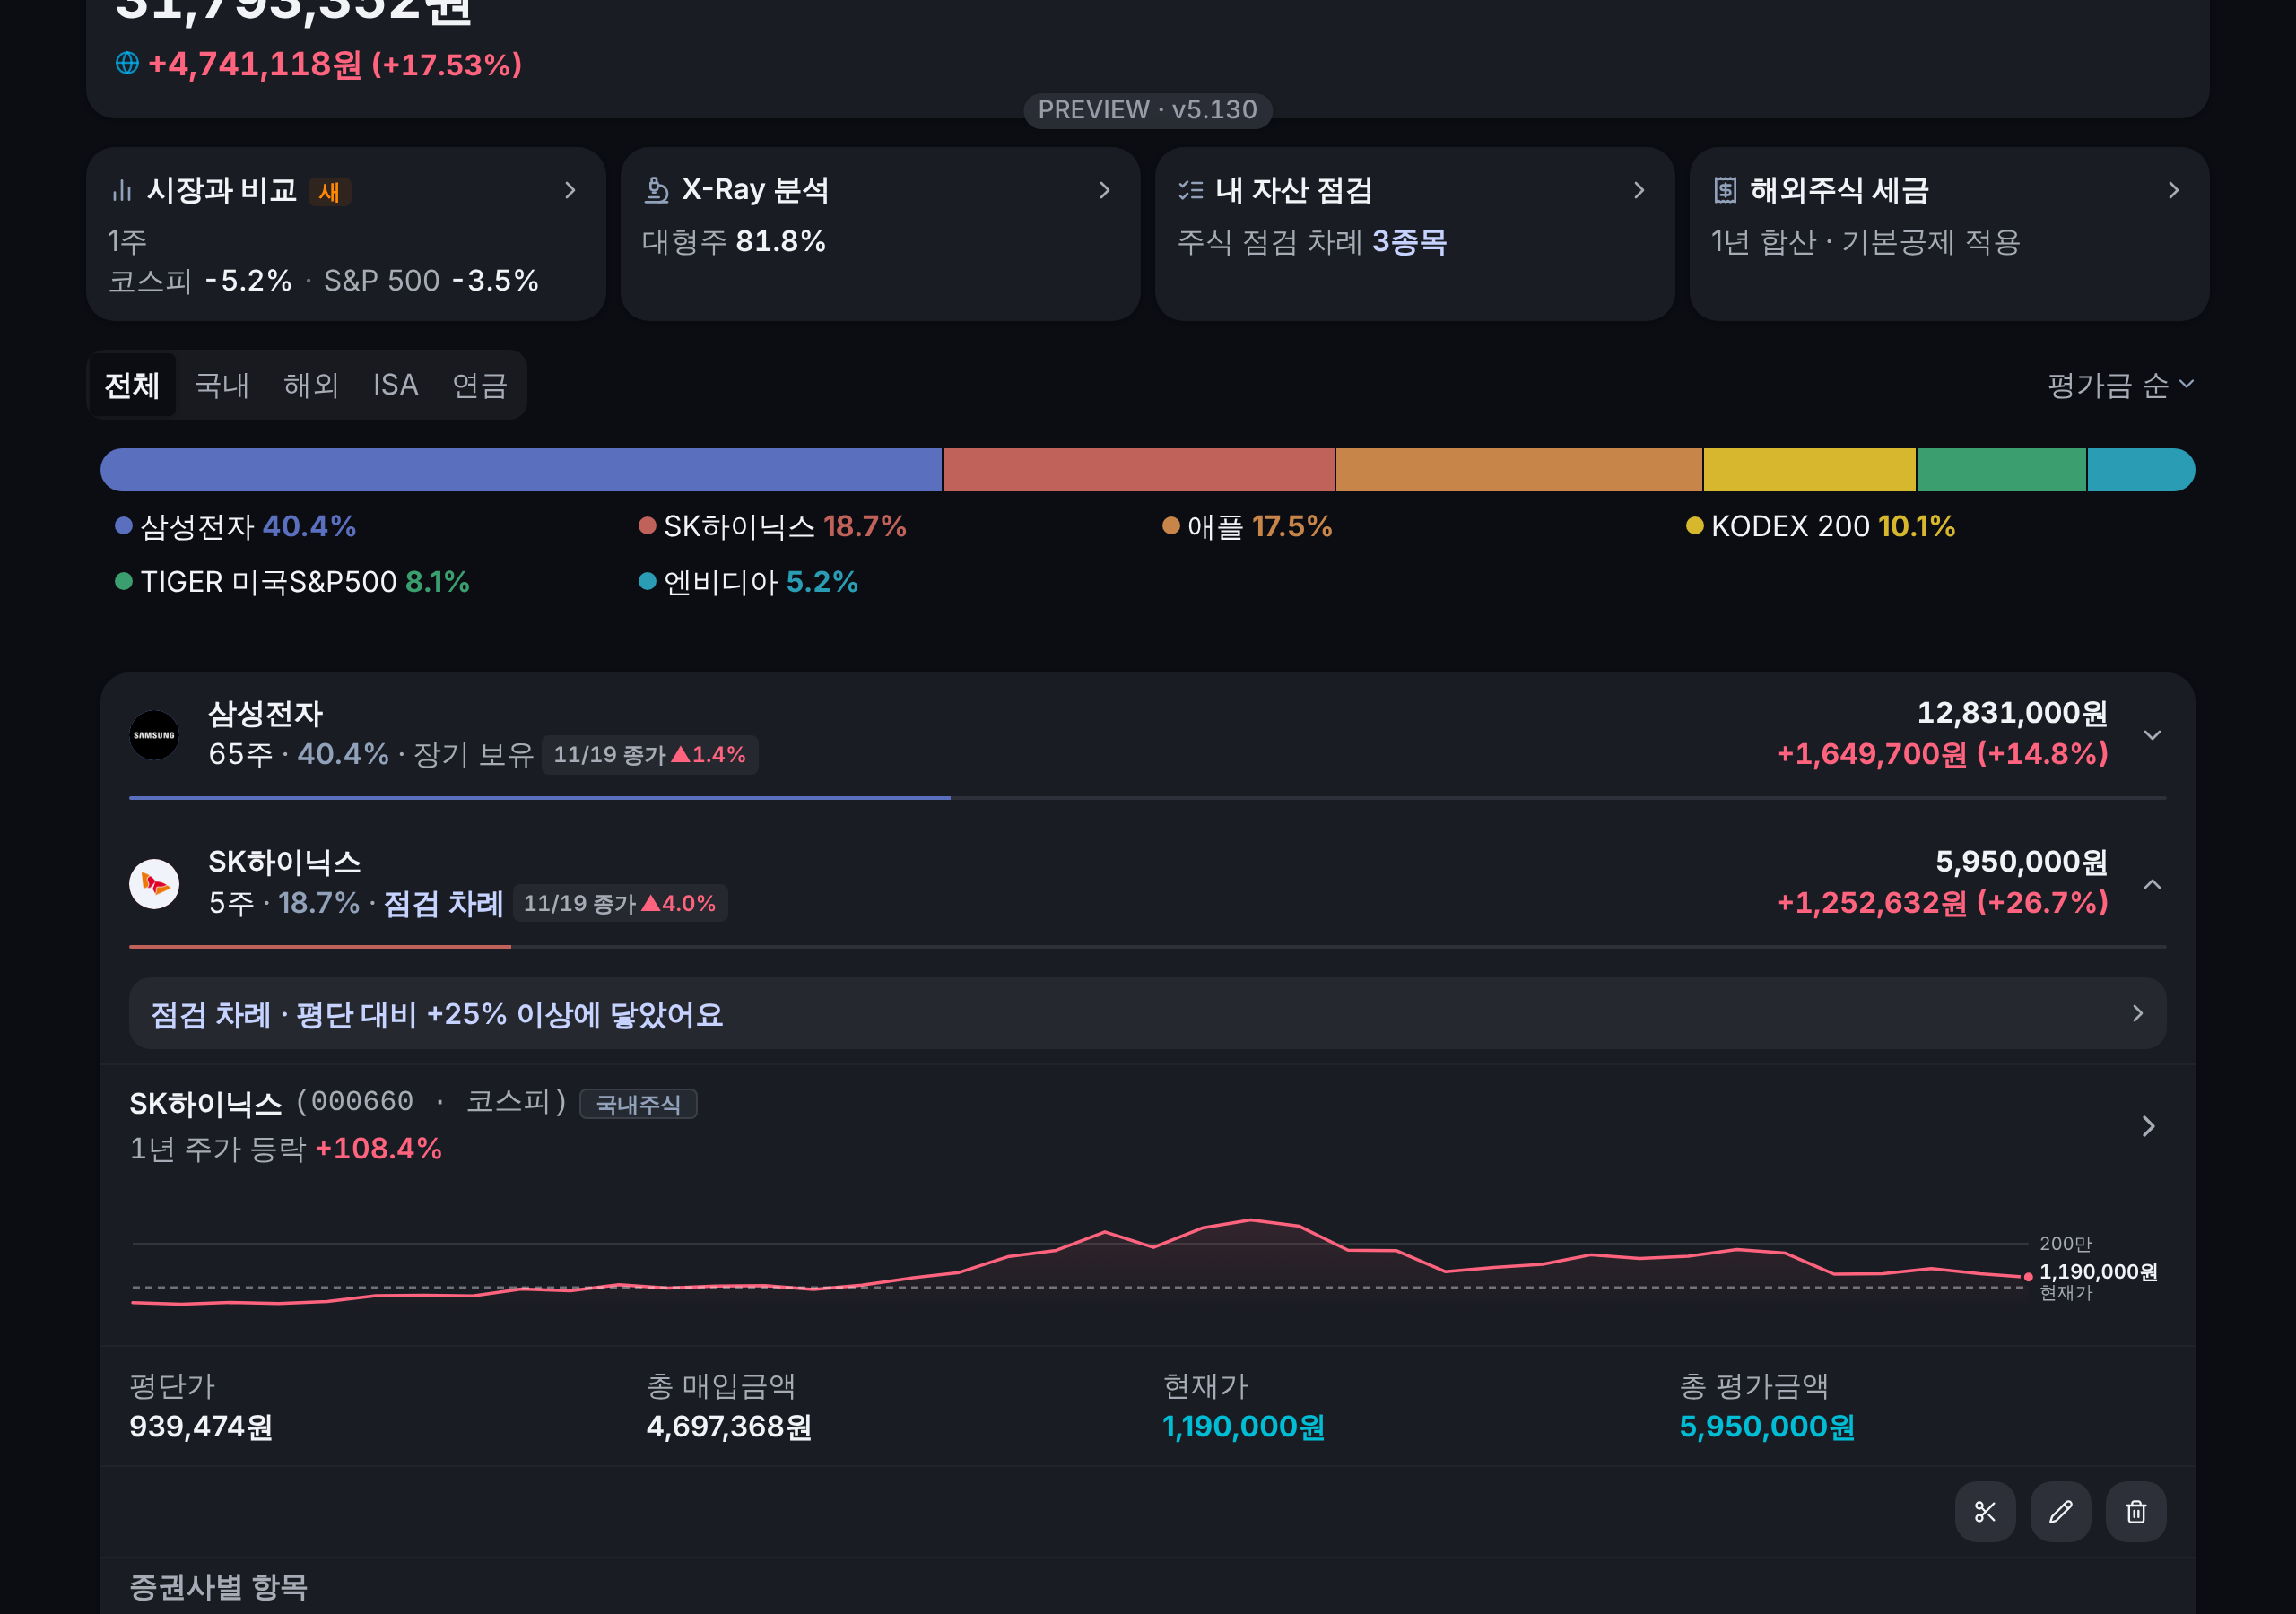 31,793,352원
+4,741,118원 (+17.53%)
PREVIEW · v5.130
시장과 비교 새
1주
코스피 -5.2% · S&P 500 -3.5%
X-Ray 분석
대형주 81.8%
내 자산 점검
주식 점검 차례 3종목
해외주식 세금
1년 합산 · 기본공제 적용
전체 국내 해외 ISA 연금
평가금 순
삼성전자 40.4%
SK하이닉스 18.7%
애플 17.5%
KODEX 200 10.1%
TIGER 미국S&P500 8.1%
엔비디아 5.2%
SAMSUNG
삼성전자
65주 · 40.4% · 장기 보유 11/19 종가 ▲1.4%
12,831,000원
+1,649,700원 (+14.8%)
SK하이닉스
5주 · 18.7% · 점검 차례 11/19 종가 ▲4.0%
5,950,000원
+1,252,632원 (+26.7%)
점검 차례 · 평단 대비 +25% 이상에 닿았어요
SK하이닉스 (000660 · 코스피) 국내주식
1년 주가 등락 +108.4%
200만
1,190,000원
현재가
평단가
939,474원
총 매입금액
4,697,368원
현재가
1,190,000원
총 평가금액
5,950,000원
증권사별 항목